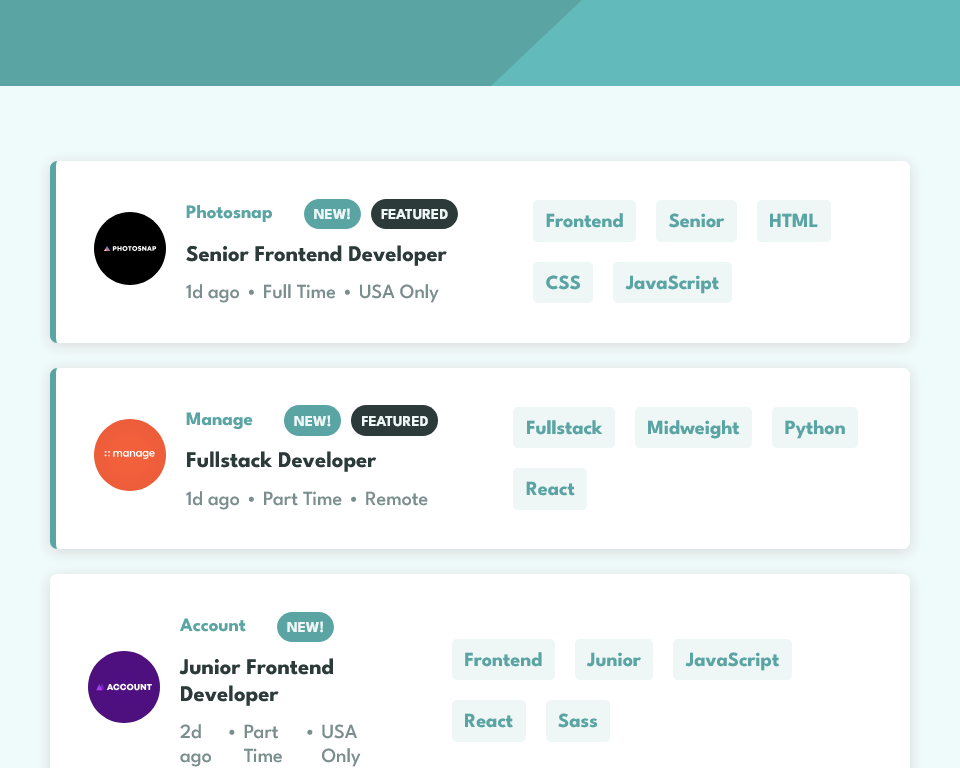 PHOTOSNAP
Photosnap NEW! FEATURED
Senior Frontend Developer
1d ago • Full Time • USA Only
Frontend Senior HTML
CSS JavaScript
manage
Manage NEW! FEATURED
Fullstack Developer
1d ago • Part Time • Remote
Fullstack Midweight Python
React
ACCOUNT
Account NEW!
Junior Frontend
Developer
2d • Part • USA
ago Time Only
Frontend Junior JavaScript
React Sass